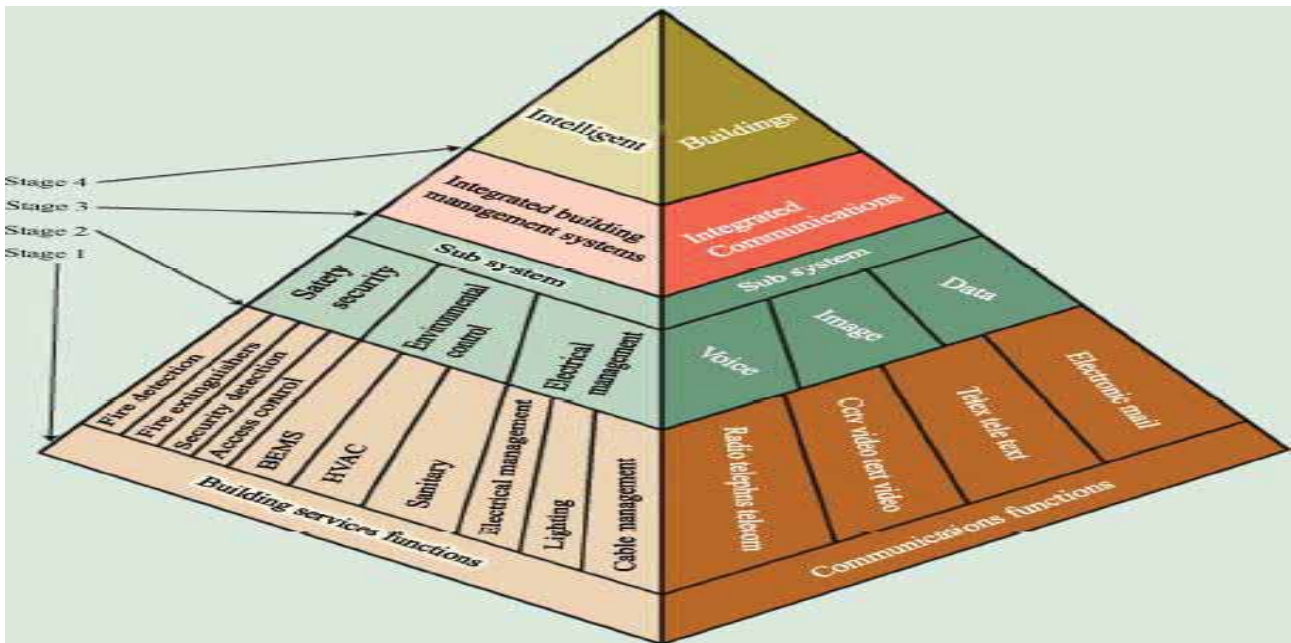 Intelligent
Buildings
Stage 4
Stage 3
Stage 2
Stage 1
Integrated building
management systems
Integrated
Communications
Sub system
Sub system
Safety
security
Environmental
control
Electrical
management
Voice
Image
Data
Fire detection
Fire extinguishers
Security detection
Access control
BEMS
HVAC
Sanitary
Electrical management
Lighting
Cable management
Radio telephns telecom
Cctv video text video
Telex tele text
Electronic mail
Building services functions
Communications functions